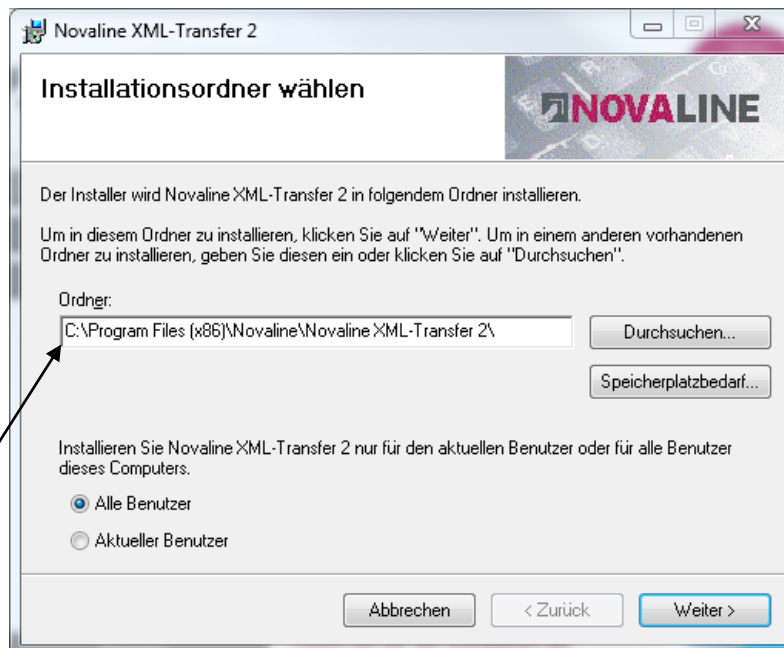 Novaline XML-Transfer 2
Installationsordner wählen
NOVALINE
Der Installer wird Novaline XML-Transfer 2 in folgendem Ordner installieren.
Um in diesem Ordner zu installieren, klicken Sie auf "Weiter". Um in einem anderen vorhandenen
Ordner zu installieren, geben Sie diesen ein oder klicken Sie auf "Durchsuchen".
Ordner:
C:\Program Files (x86)\Novaline\Novaline XML-Transfer 2\
Durchsuchen...
Speicherplatzbedarf...
Installieren Sie Novaline XML-Transfer 2 nur für den aktuellen Benutzer oder für alle Benutzer
dieses Computers.
Alle Benutzer
Aktueller Benutzer
Abbrechen
< Zurück
Weiter >